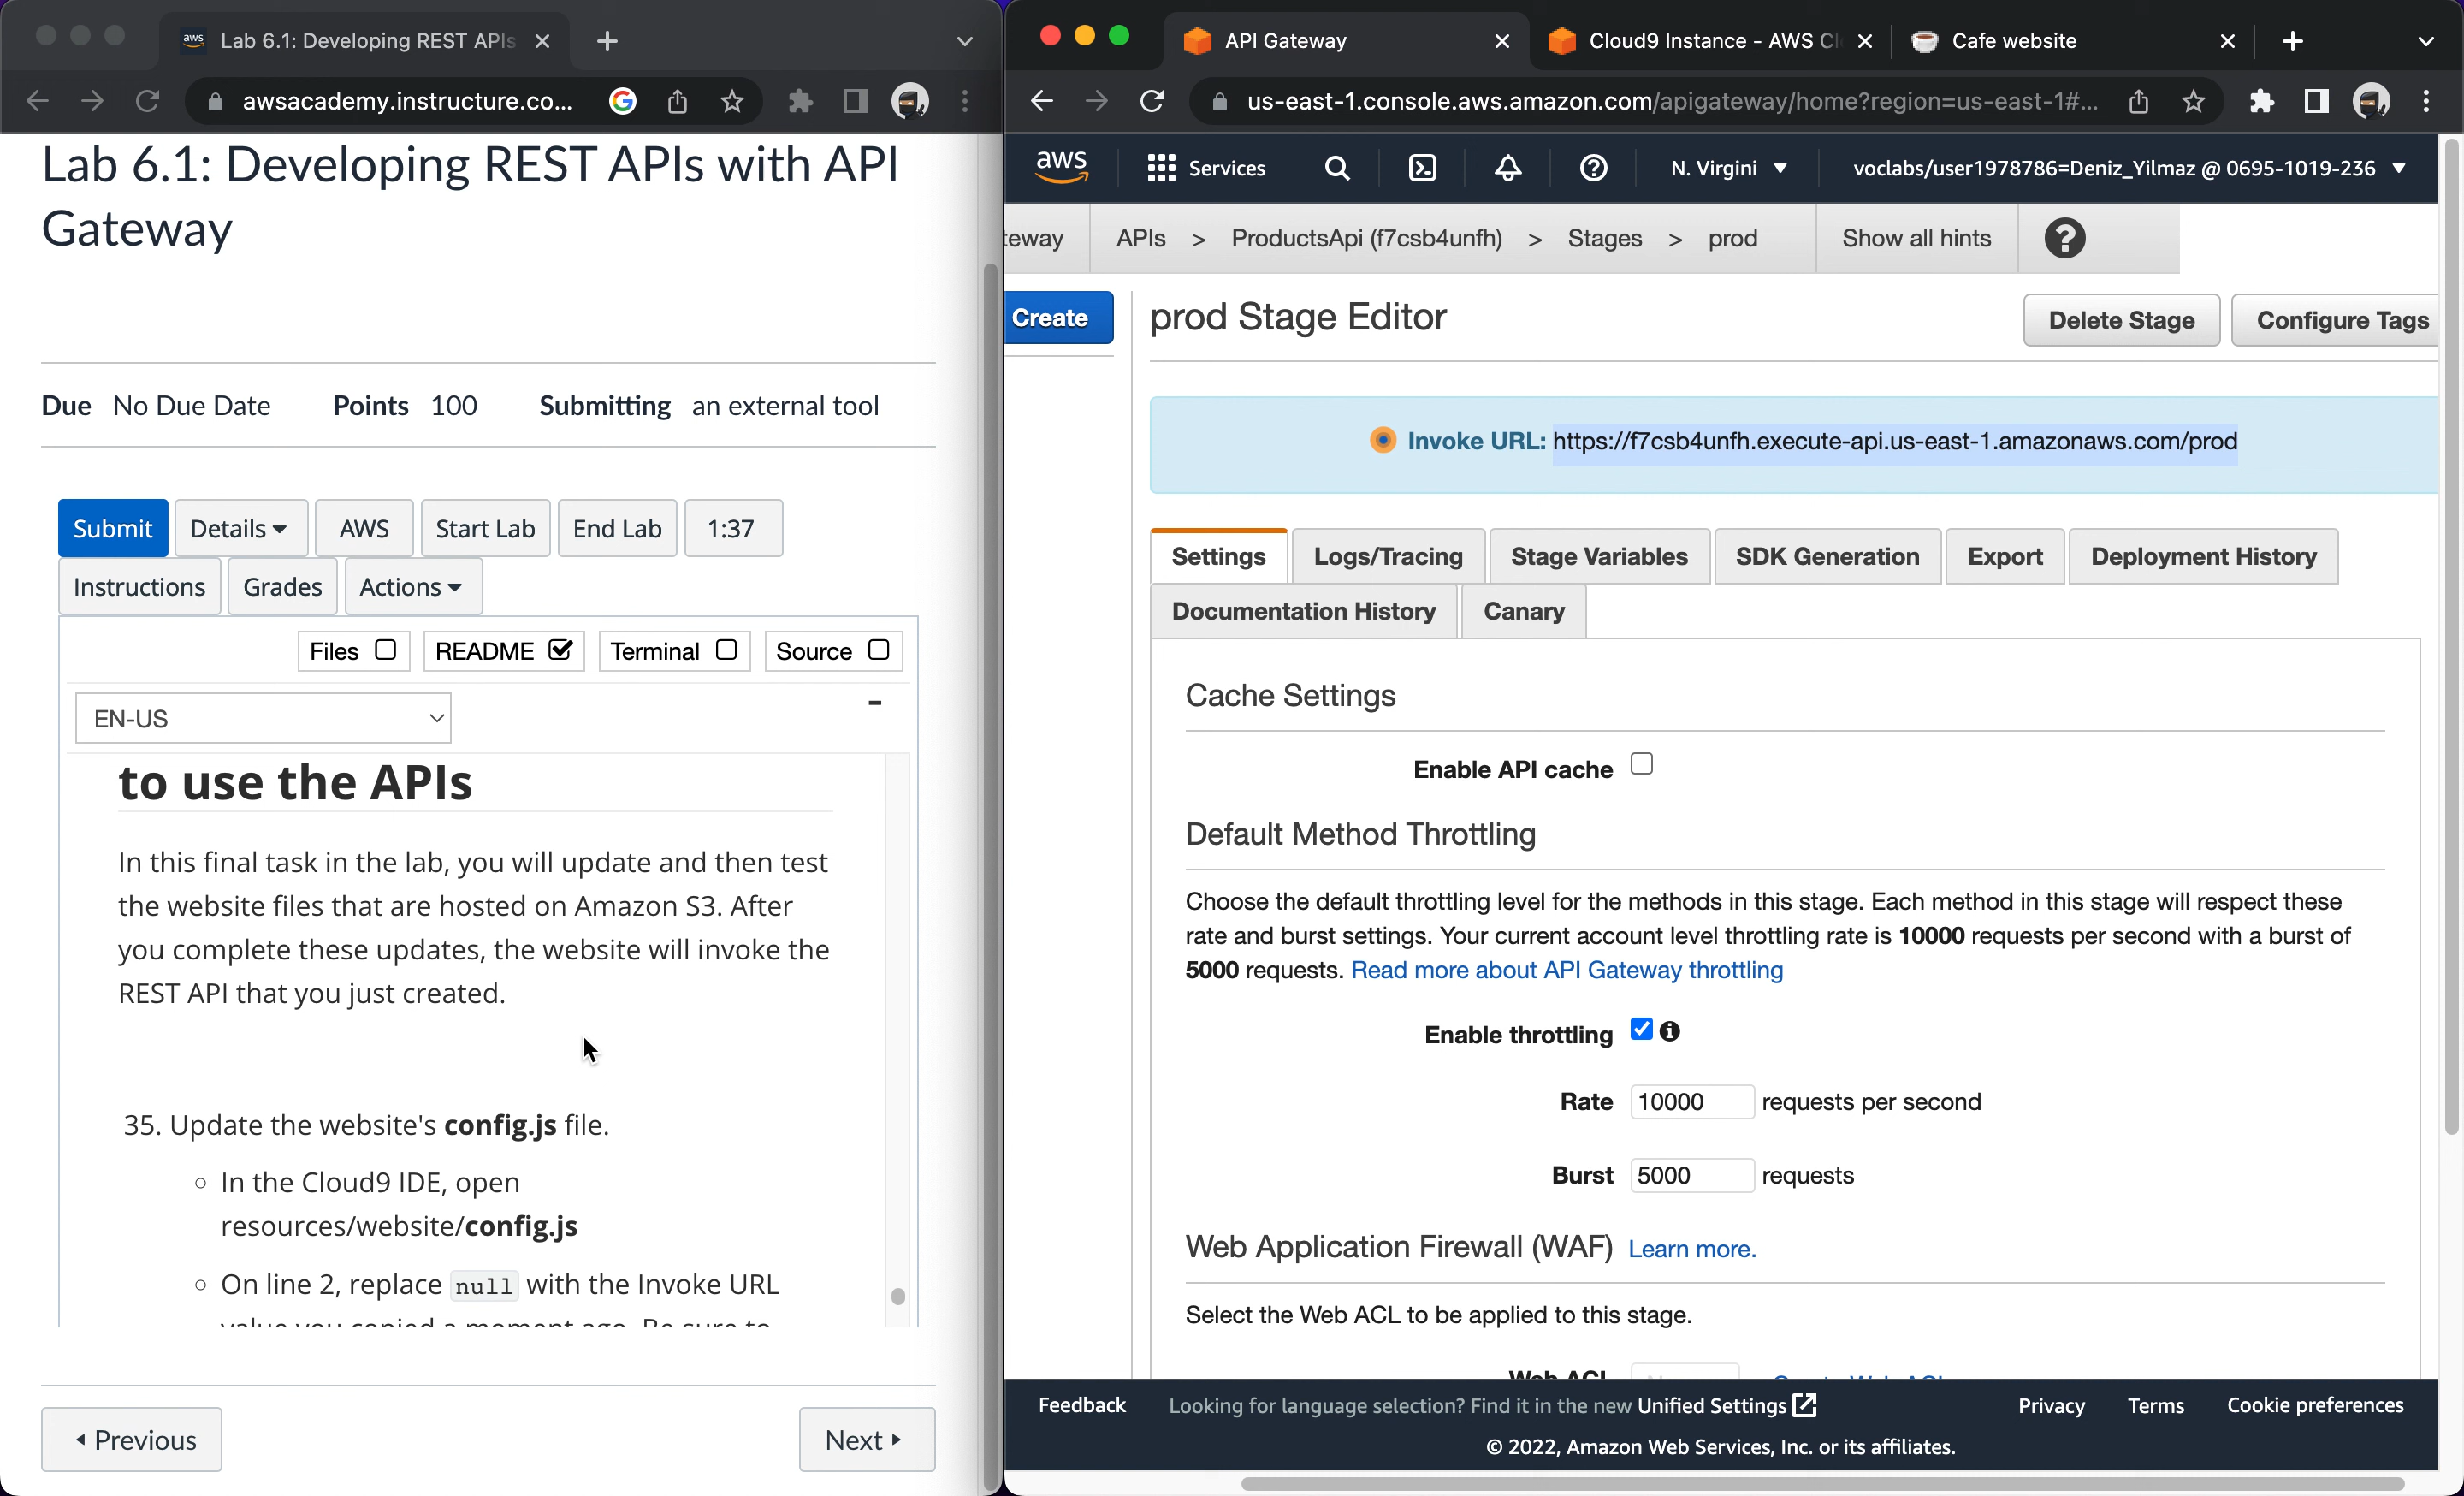 aws Lab 6.1: Developing REST APIs
awsacademy.instructure.co...
Lab 6.1: Developing REST APIs with API
Gateway
Due No Due Date Points 100 Submitting an external tool
Submit Details AWS Start Lab End Lab 1:37
Instructions Grades Actions
Files README Terminal Source
EN-US
to use the APIs
In this final task in the lab, you will update and then test
the website files that are hosted on Amazon S3. After
you complete these updates, the website will invoke the
REST API that you just created.
35. Update the website's config.js file.
In the Cloud9 IDE, open
resources/website/config.js
On line 2, replace null with the Invoke URL
value you copied a moment ago. Be sure to
Previous Next
API Gateway Cloud9 Instance - AWS Cl Cafe website
us-east-1.console.aws.amazon.com/apigateway/home?region=us-east-1#...
aws Services N. Virgini voclabs/user1978786=Deniz_Yilmaz @ 0695-1019-236
teway APIs > ProductsApi (f7csb4unfh) > Stages > prod Show all hints ?
Create prod Stage Editor Delete Stage Configure Tags
Invoke URL: https://f7csb4unfh.execute-api.us-east-1.amazonaws.com/prod
Settings Logs/Tracing Stage Variables SDK Generation Export Deployment History
Documentation History Canary
Cache Settings
Enable API cache
Default Method Throttling
Choose the default throttling level for the methods in this stage. Each method in this stage will respect these
rate and burst settings. Your current account level throttling rate is 10000 requests per second with a burst of
5000 requests. Read more about API Gateway throttling
Enable throttling
Rate 10000 requests per second
Burst 5000 requests
Web Application Firewall (WAF) Learn more.
Select the Web ACL to be applied to this stage.
Web ACL Create Web ACL
Feedback Looking for language selection? Find it in the new Unified Settings Privacy Terms Cookie preferences
© 2022, Amazon Web Services, Inc. or its affiliates.